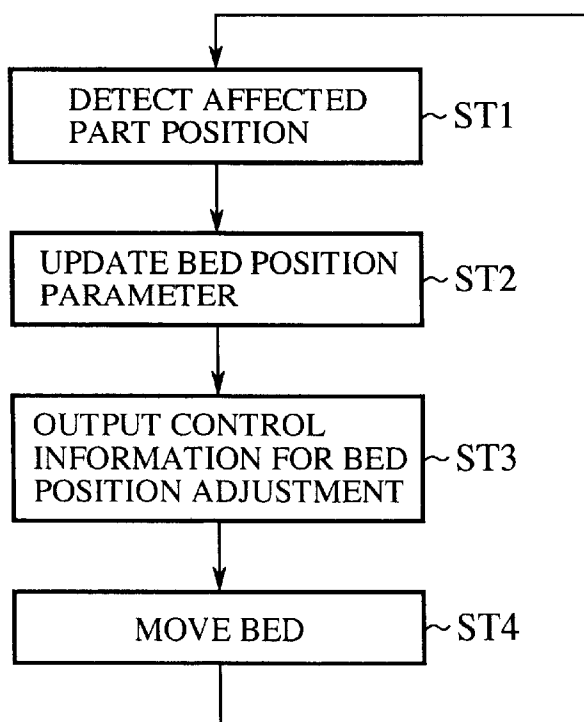 DETECT AFFECTED
PART POSITION
~ST1
UPDATE BED POSITION
PARAMETER
~ST2
OUTPUT CONTROL
INFORMATION FOR BED
POSITION ADJUSTMENT
~ST3
MOVE BED
~ST4